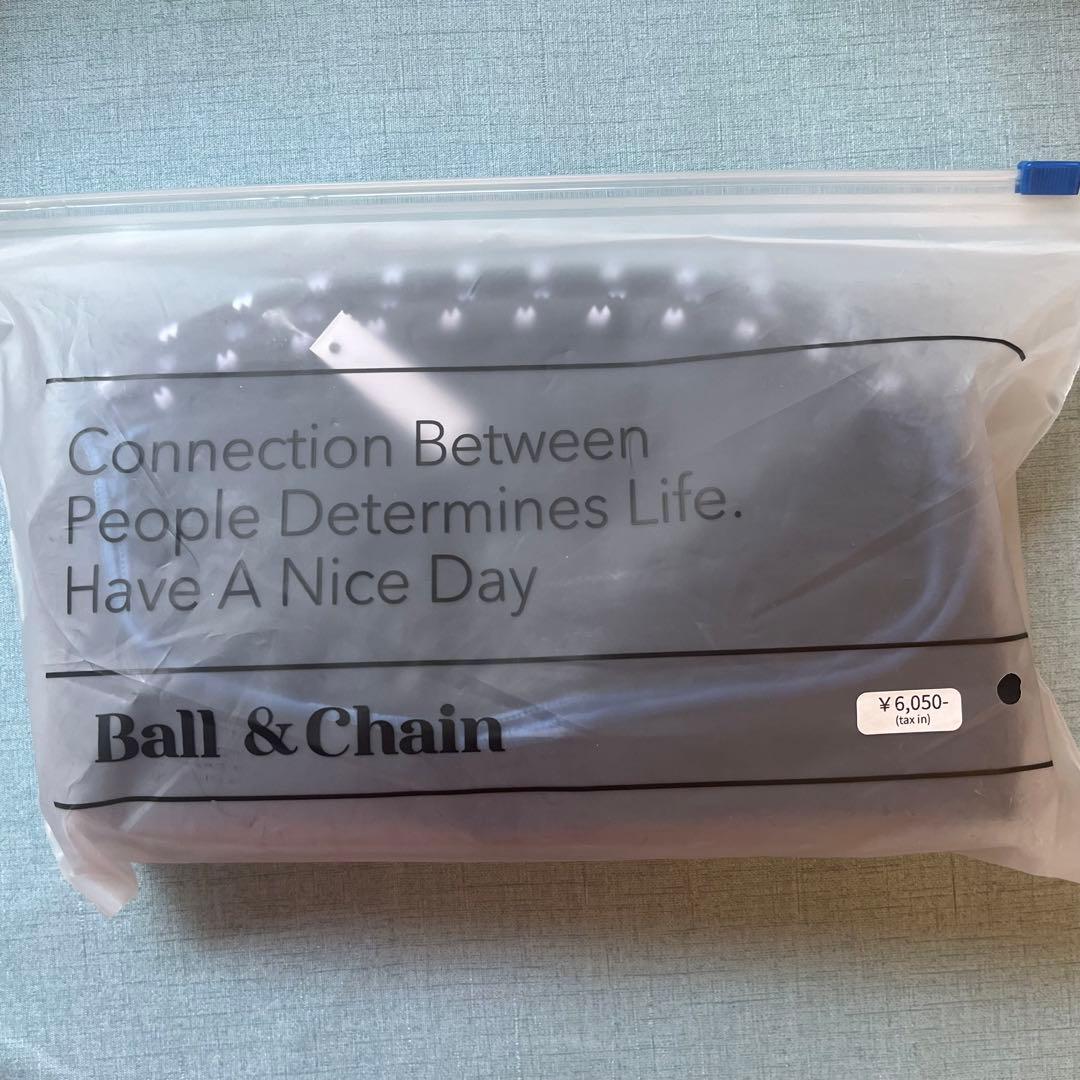 Connection Between
People Determines Life.
Have A Nice Day
Ball & Chain
¥6,050-
(tax in)